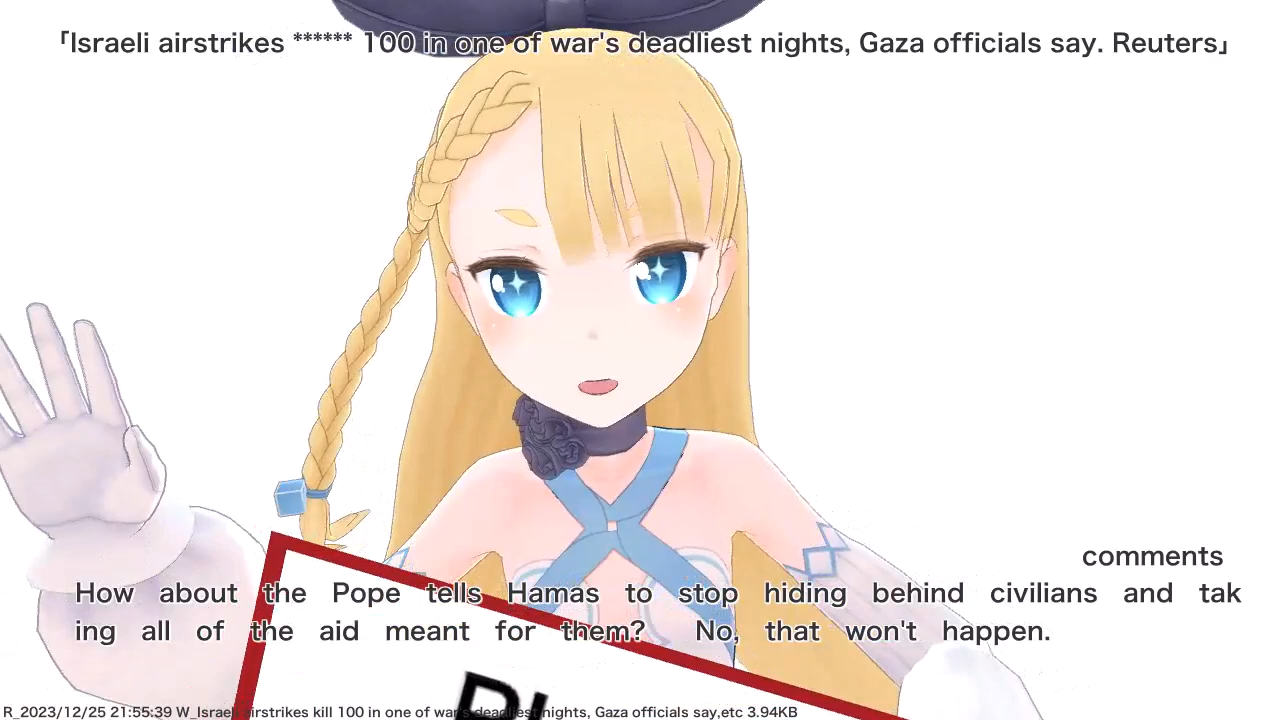 「Israeli airstrikes ****** 100 in one of war's deadliest nights, Gaza officials say. Reuters」
comments
How about the Pope tells Hamas to stop hiding behind civilians and tak
ing all of the aid meant for them? No, that won't happen.
R_2023/12/25 21:55:39 W_Israeli airstrikes kill 100 in one of war's deadliest nights, Gaza officials say,etc 3.94KB